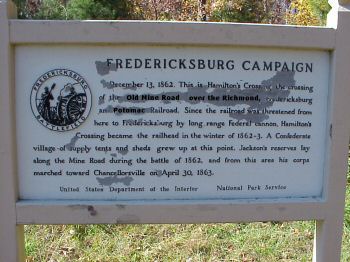 FREDERICKSBURG CAMPAIGN
FREDERICKSBURG
BATTLEFIELD
December 13, 1862. This is Hamilton's Crossing, the crossing
of the Old Mine Road over the Richmond, Fredericksburg
and Potomac Railroad. Since the railroad was threatened from
here to Fredericksburg by long range Federal cannon, Hamilton's
Crossing became the railhead in the winter of 1862-3. A Confederate
village of supply tents and sheds grew up at this point. Jackson's reserves lay
along the Mine Road during the battle of 1862, and from this area his corps
marched toward Chancellorsville on April 30, 1863.
United States Department of the Interior National Park Service